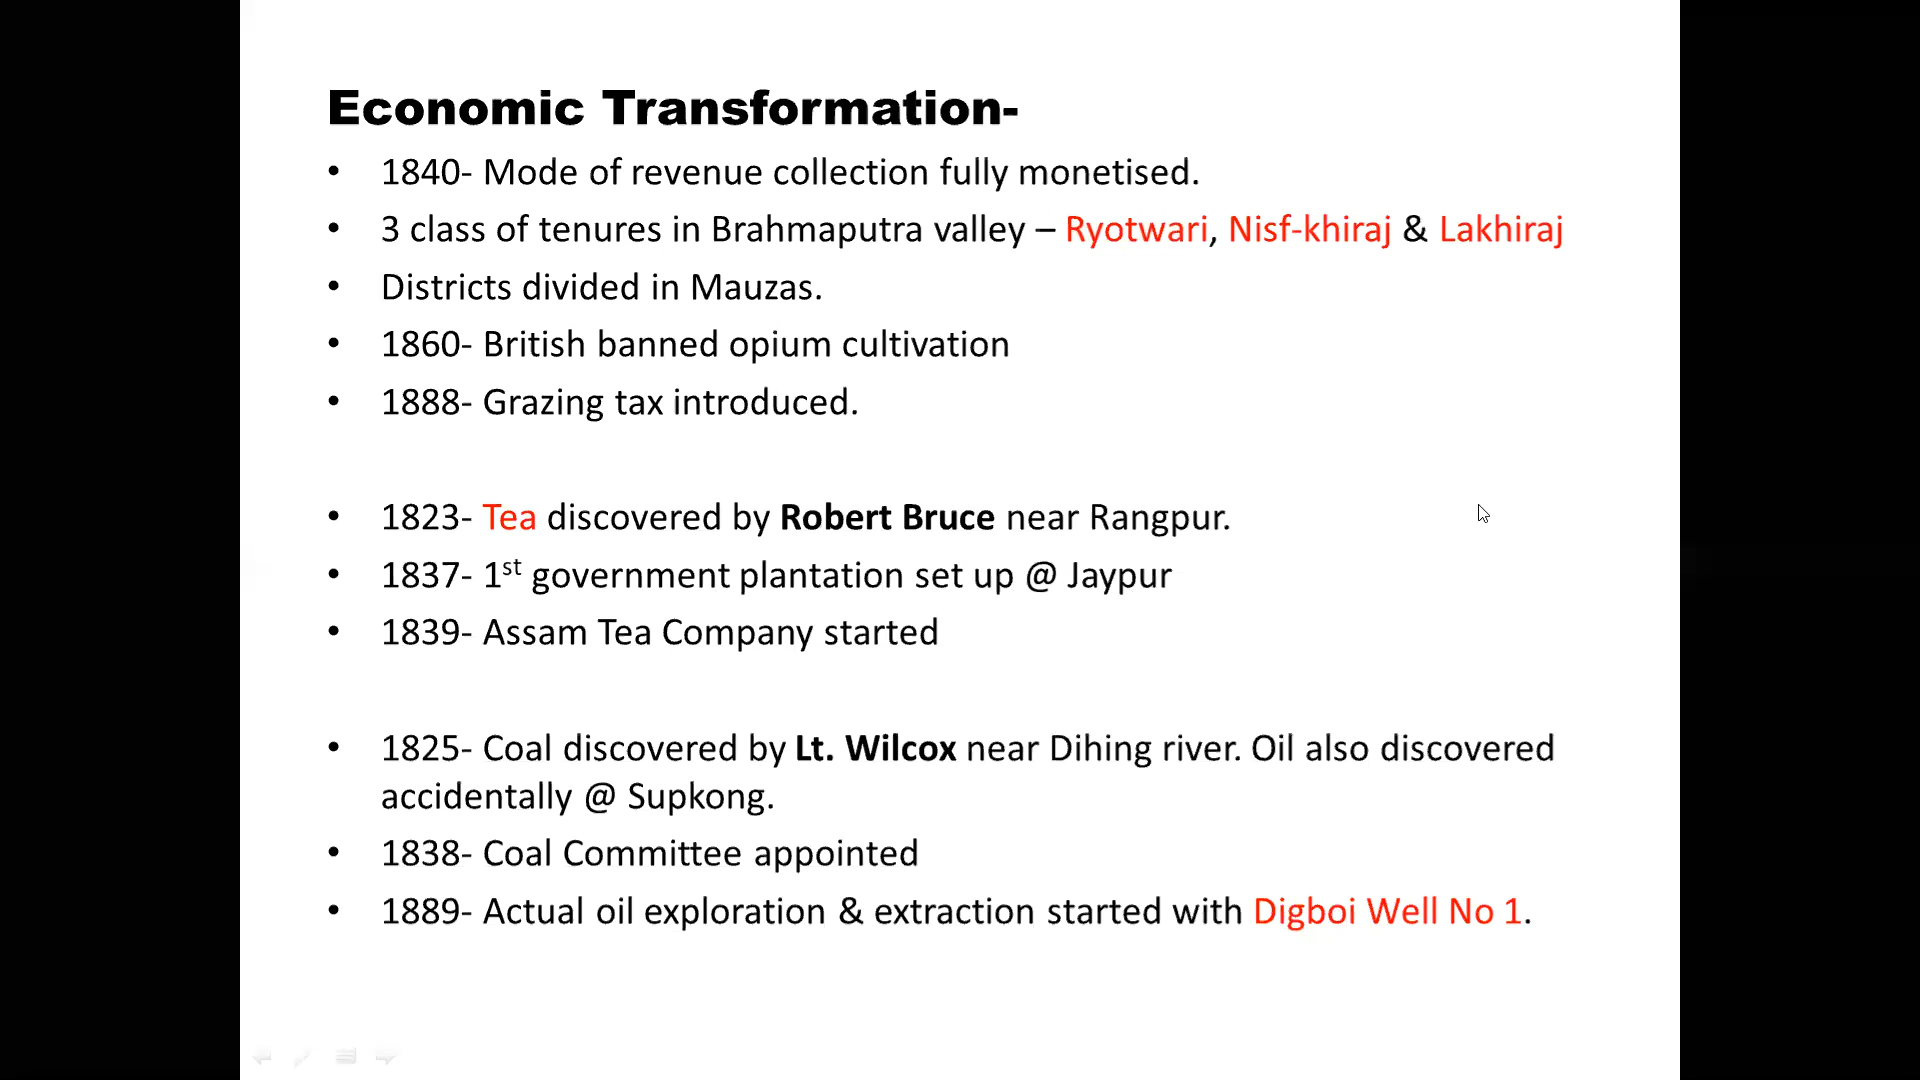 Economic Transformation-
• 1840- Mode of revenue collection fully monetised.
• 3 class of tenures in Brahmaputra valley – Ryotwari, Nisf-khiraj & Lakhiraj
• Districts divided in Mauzas.
• 1860- British banned opium cultivation
• 1888- Grazing tax introduced.
• 1823- Tea discovered by Robert Bruce near Rangpur.
• 1837- 1st government plantation set up @ Jaypur
• 1839- Assam Tea Company started
• 1825- Coal discovered by Lt. Wilcox near Dihing river. Oil also discovered
accidentally @ Supkong.
• 1838- Coal Committee appointed
• 1889- Actual oil exploration & extraction started with Digboi Well No 1.